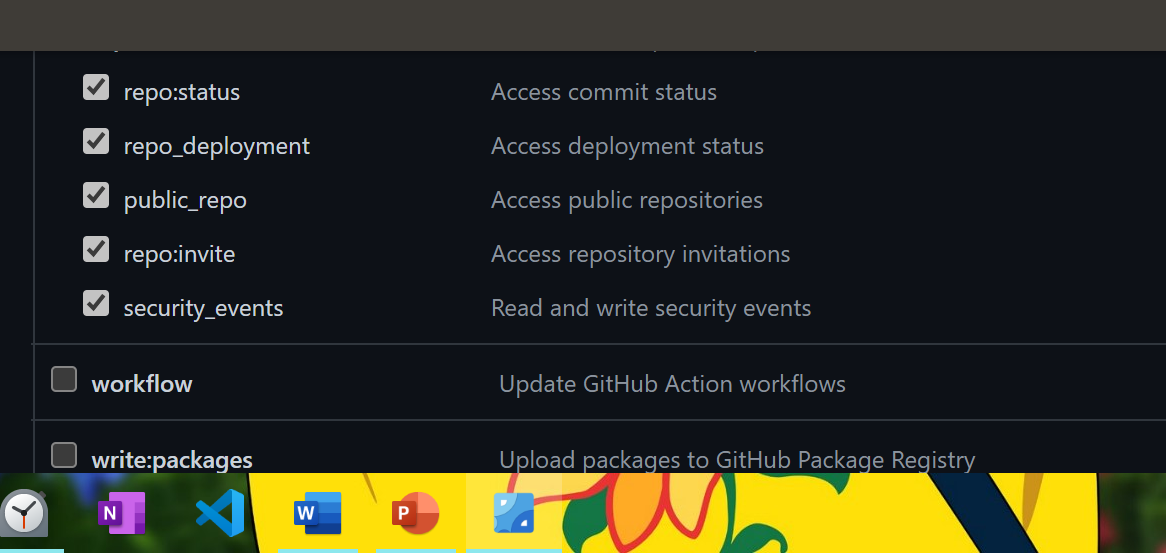 repo:status Access commit status
repo_deployment Access deployment status
public_repo Access public repositories
repo:invite Access repository invitations
security_events Read and write security events
workflow Update GitHub Action workflows
write:packages Upload packages to GitHub Package Registry
N W P